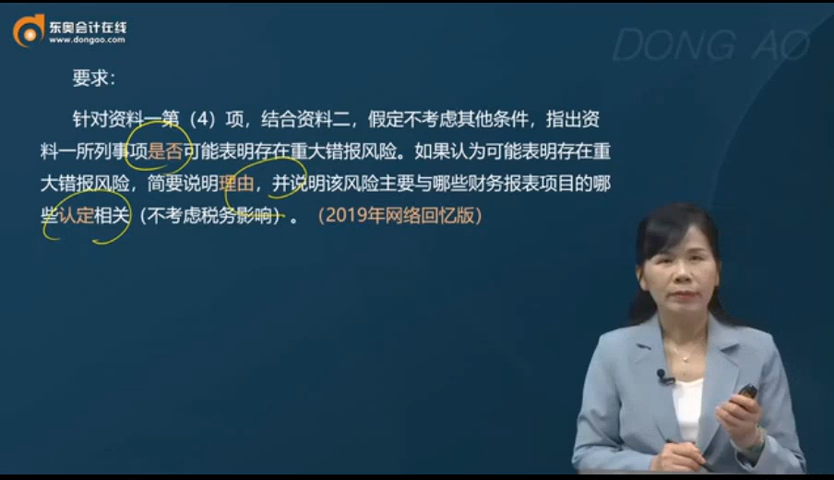 东奥会计在线
www.dongao.com
DONG AO
要求：
针对资料一第（4）项，结合资料二，假定不考虑其他条件，指出资
料一所列事项是否可能表明存在重大错报风险。如果认为可能表明存在重
大错报风险，简要说明理由，并说明该风险主要与哪些财务报表项目的哪
些认定相关（不考虑税务影响）。（2019年网络回忆版）